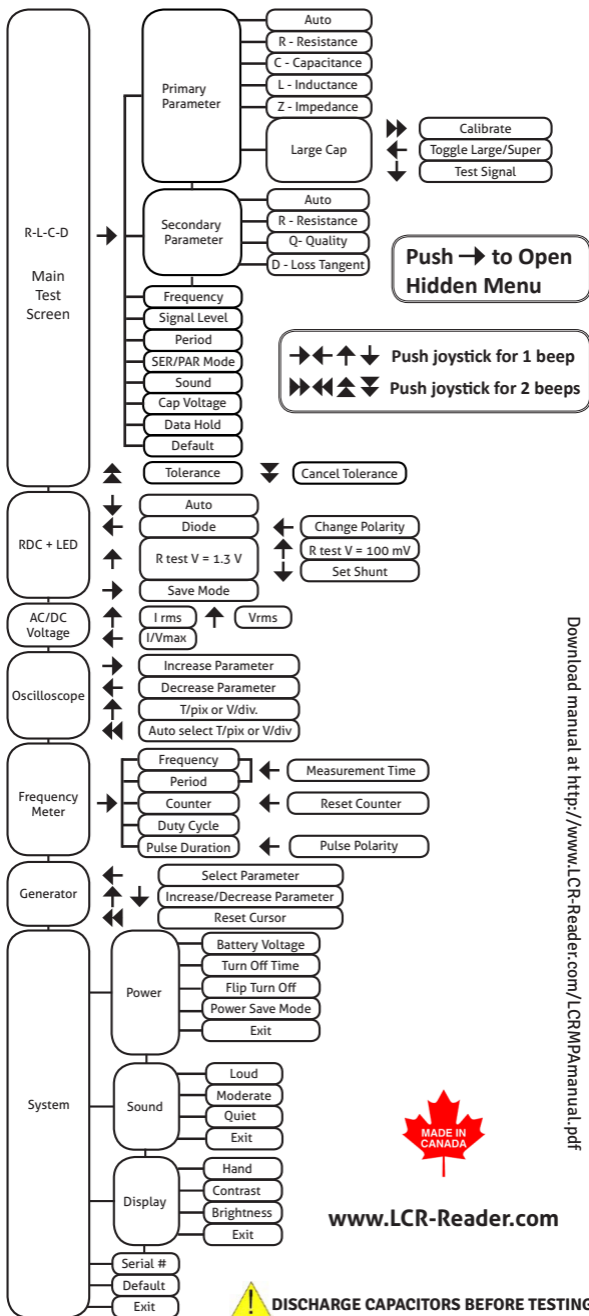 R-L-C-D
Main
Test
Screen
Primary
Parameter
Auto
R - Resistance
C - Capacitance
L - Inductance
Z - Impedance
Large Cap
Calibrate
Toggle Large/Super
Test Signal
Secondary
Parameter
Auto
R - Resistance
Q- Quality
D - Loss Tangent
Frequency
Signal Level
Period
SER/PAR Mode
Sound
Cap Voltage
Data Hold
Default
Tolerance
Cancel Tolerance
Push → to Open
Hidden Menu
Push joystick for 1 beep
Push joystick for 2 beeps
RDC + LED
Auto
Diode
Change Polarity
R test V = 1.3 V
R test V = 100 mV
Set Shunt
Save Mode
AC/DC
Voltage
I rms
Vrms
I/Vmax
Oscilloscope
Increase Parameter
Decrease Parameter
T/pix or V/div.
Auto select T/pix or V/div
Frequency
Meter
Frequency
Period
Measurement Time
Counter
Reset Counter
Duty Cycle
Pulse Duration
Pulse Polarity
Generator
Select Parameter
Increase/Decrease Parameter
Reset Cursor
System
Power
Battery Voltage
Turn Off Time
Flip Turn Off
Power Save Mode
Exit
Sound
Loud
Moderate
Quiet
Exit
Display
Hand
Contrast
Brightness
Exit
Serial #
Default
Exit
Download manual at http://www.LCR-Reader.com/LCRMPAmanual.pdf
MADE IN
CANADA
www.LCR-Reader.com
! DISCHARGE CAPACITORS BEFORE TESTING